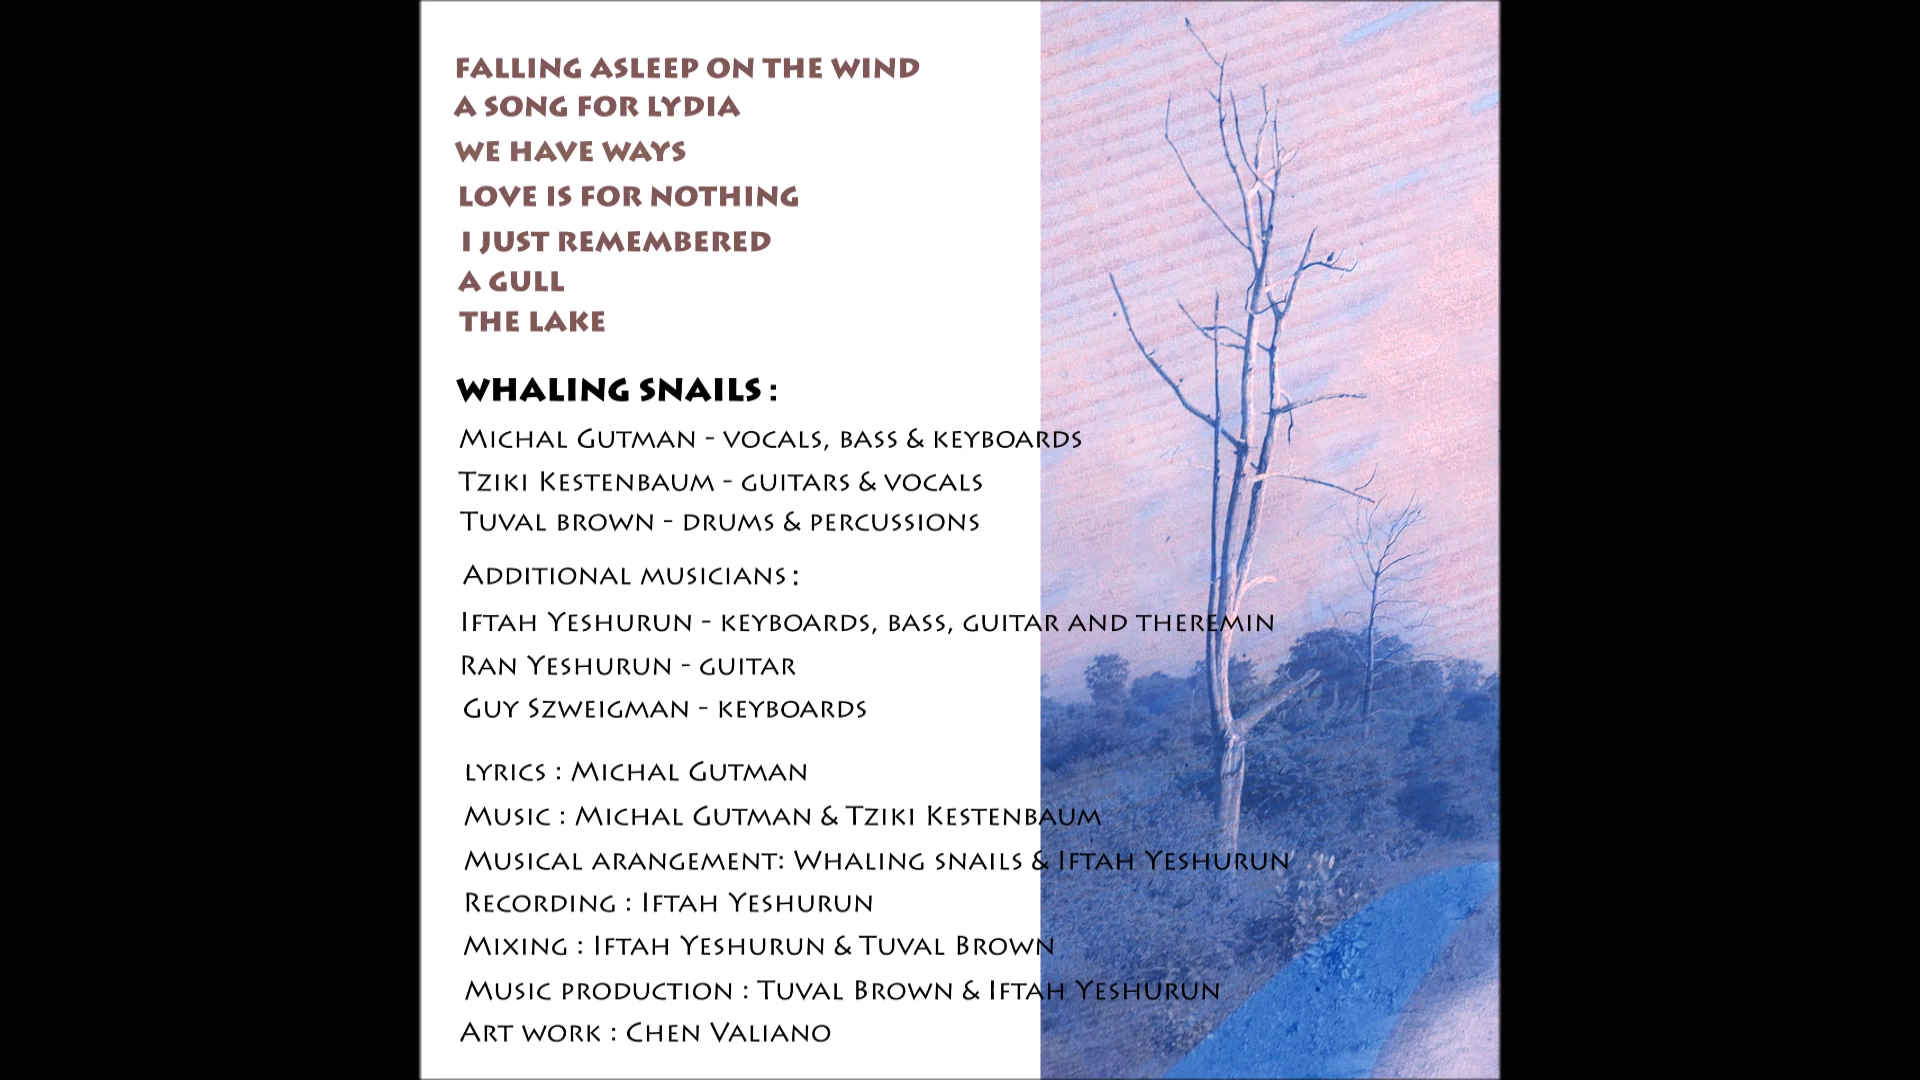 FALLING ASLEEP ON THE WIND
A SONG FOR LYDIA
WE HAVE WAYS
LOVE IS FOR NOTHING
I JUST REMEMBERED
A GULL
THE LAKE
WHALING SNAILS :
MICHAL GUTMAN - VOCALS, BASS & KEYBOARDS
TZIKI KESTENBAUM - GUITARS & VOCALS
TUVAL BROWN - DRUMS & PERCUSSIONS
ADDITIONAL MUSICIANS :
IFTAH YESHURUN - KEYBOARDS, BASS, GUITAR AND THEREMIN
RAN YESHURUN - GUITAR
GUY SZWEIGMAN - KEYBOARDS
LYRICS : MICHAL GUTMAN
MUSIC : MICHAL GUTMAN & TZIKI KESTENBAUM
MUSICAL ARANGEMENT: WHALING SNAILS & IFTAH YESHURUN
RECORDING : IFTAH YESHURUN
MIXING : IFTAH YESHURUN & TUVAL BROWN
MUSIC PRODUCTION : TUVAL BROWN & IFTAH YESHURUN
ART WORK : CHEN VALIANO